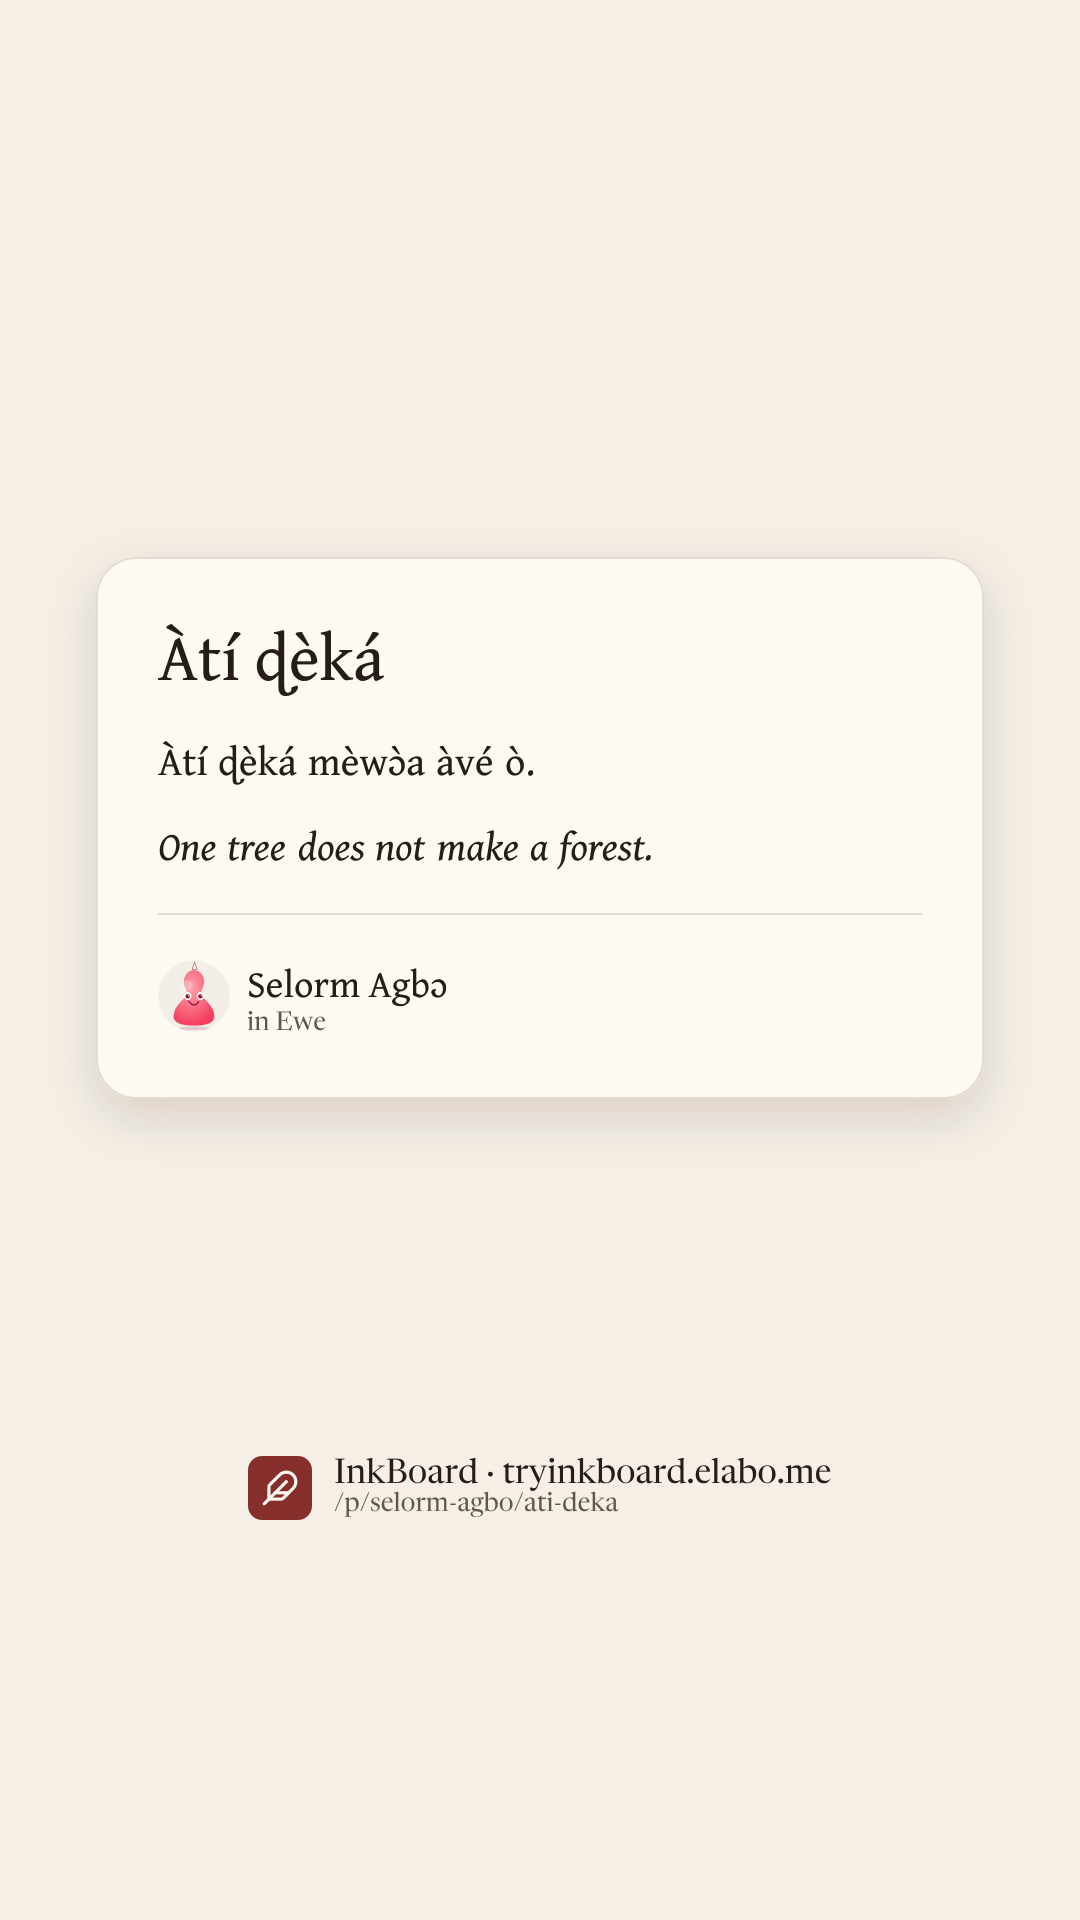 Àtí ɖèká
Àtí ɖèká mèwɔ̀a àvé ò.
One tree does not make a forest.
Selorm Agbɔ
in Ewe
InkBoard · tryinkboard.elabo.me
/p/selorm-agbo/ati-deka